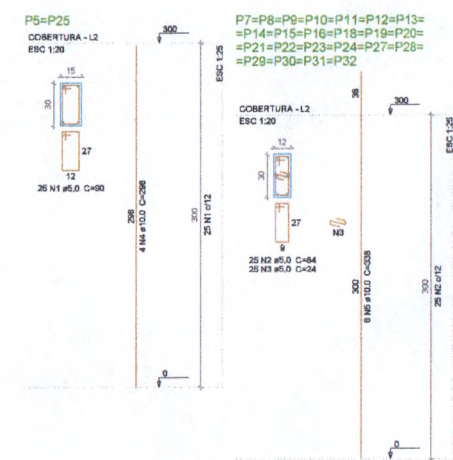 P5=P25
COBERTURA - L2
ESC 1:20
15
30
27
12
25 N1 ø5,0 C=80
300
ESC 1:25
298
4 N4 ø10.0 C=298
300
25 N1 c/12
0
P7=P8=P9=P10=P11=P12=P13=
=P14=P15=P16=P18=P19=P20=
=P21=P22=P23=P24=P27=P28=
=P29=P30=P31=P32
COBERTURA - L2
ESC 1:20
12
30
27
9
25 N2 ø5,0 C=84
25 N3 ø5,0 C=24
N3
38
300
ESC 1:25
300
6 N5 ø10.0 C=338
300
25 N2 c/12
0